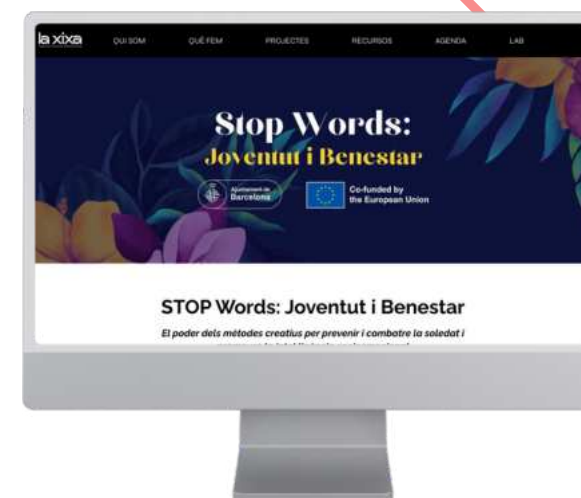 la xixa
QUI SOM
QUÈ FEM
PROJECTES
RECURSOS
AGENDA
LAB
Stop Words:
Joventut i Benestar
Ajuntament de
Barcelona
Co-funded by
the European Union
STOP Words: Joventut i Benestar
El poder dels mètodes creatius per prevenir i combatre la soledat i